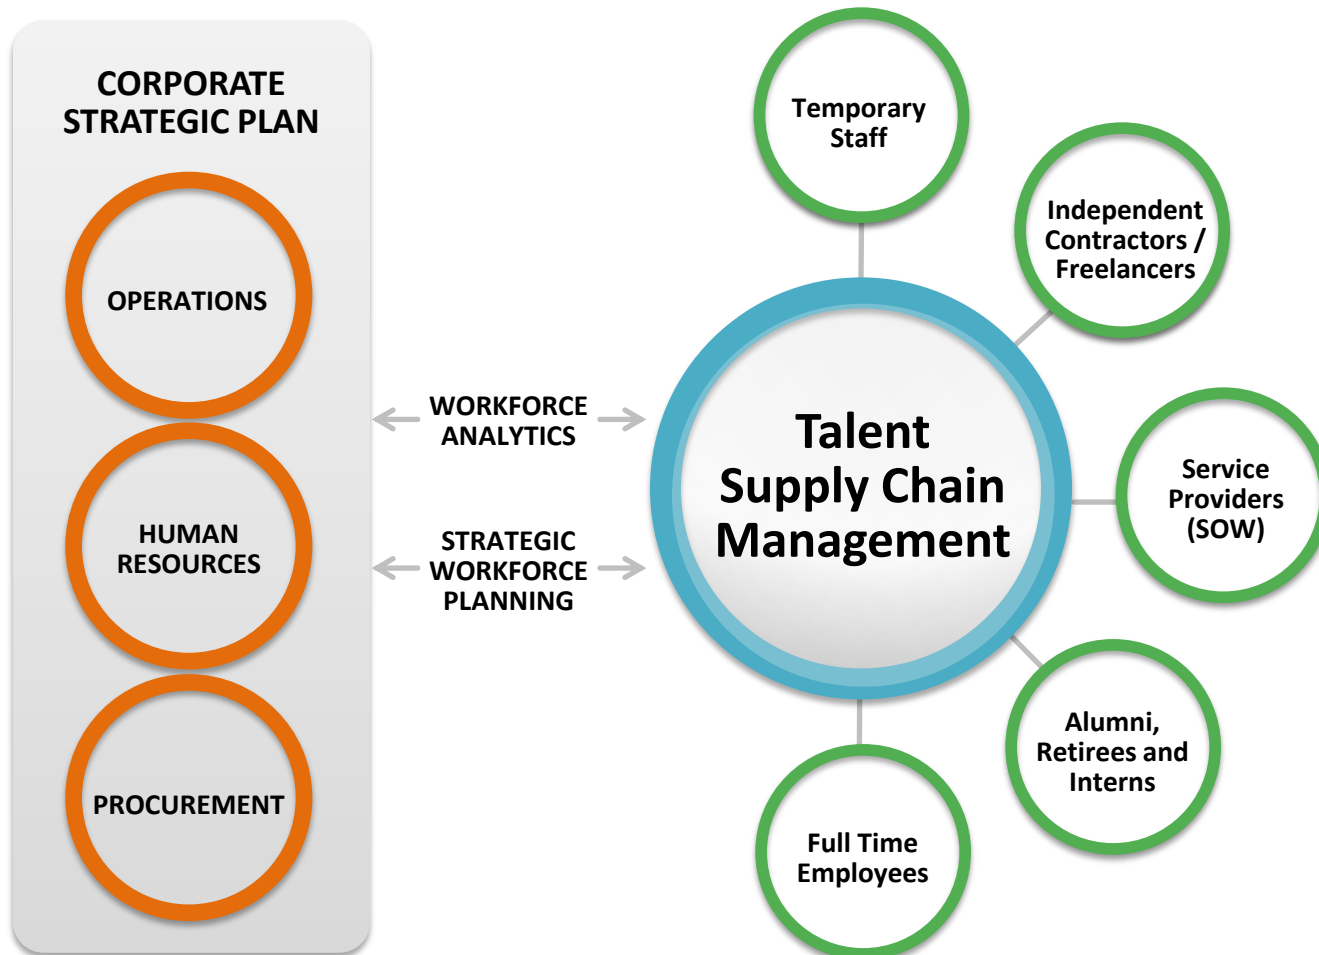 CORPORATE
STRATEGIC PLAN
OPERATIONS
HUMAN
RESOURCES
PROCUREMENT
WORKFORCE
ANALYTICS
STRATEGIC
WORKFORCE
PLANNING
Talent
Supply Chain
Management
Temporary
Staff
Independent
Contractors /
Freelancers
Service
Providers
(SOW)
Alumni,
Retirees and
Interns
Full Time
Employees